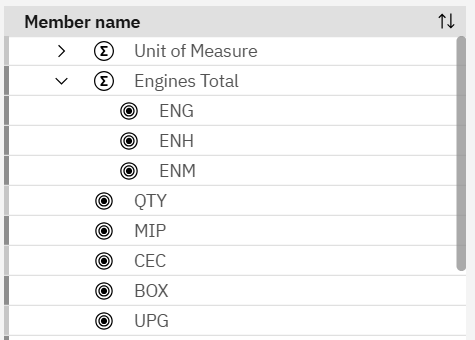 Member name
Unit of Measure
Engines Total
ENG
ENH
ENM
QTY
MIP
CEC
BOX
UPG